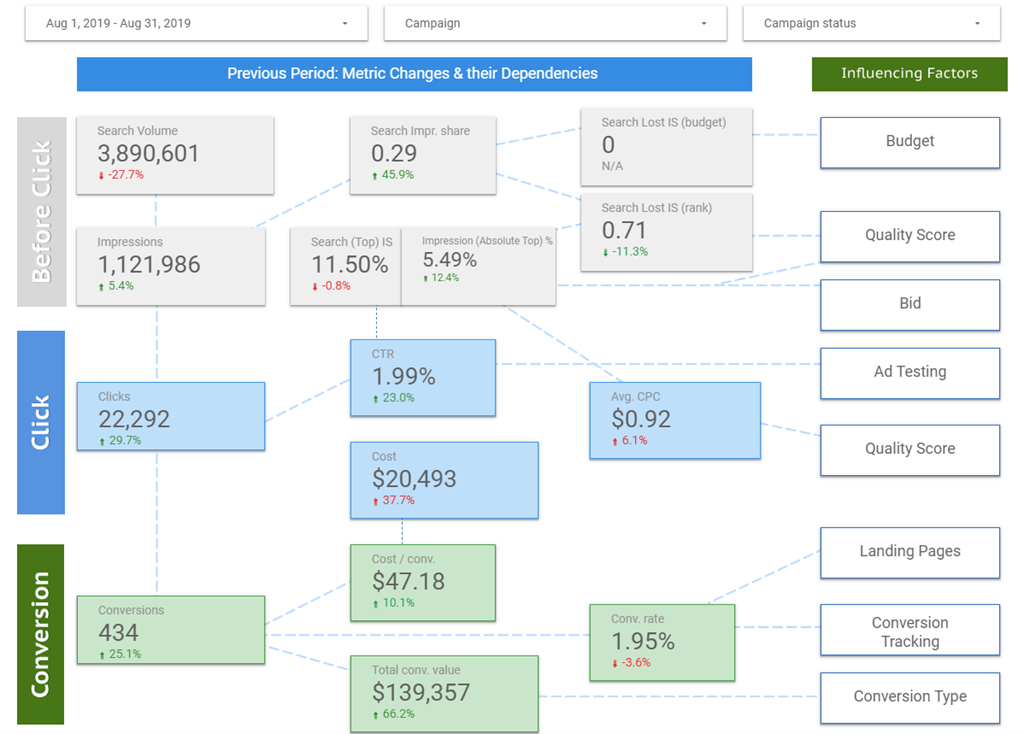 Aug 1, 2019 - Aug 31, 2019
Campaign
Campaign status
Previous Period: Metric Changes & their Dependencies
Influencing Factors
Before Click
Search Volume
3,890,601
-27.7%
Search Impr. share
0.29
45.9%
Search Lost IS (budget)
0
N/A
Budget
Search Lost IS (rank)
0.71
-11.3%
Quality Score
Impressions
1,121,986
5.4%
Search (Top) IS
11.50%
-0.8%
Impression (Absolute Top) %
5.49%
12.4%
Bid
Click
CTR
1.99%
23.0%
Ad Testing
Clicks
22,292
29.7%
Avg. CPC
$0.92
6.1%
Quality Score
Cost
$20,493
37.7%
Conversion
Cost / conv.
$47.18
10.1%
Landing Pages
Conversions
434
25.1%
Conv. rate
1.95%
-3.6%
Conversion
Tracking
Total conv. value
$139,357
66.2%
Conversion Type